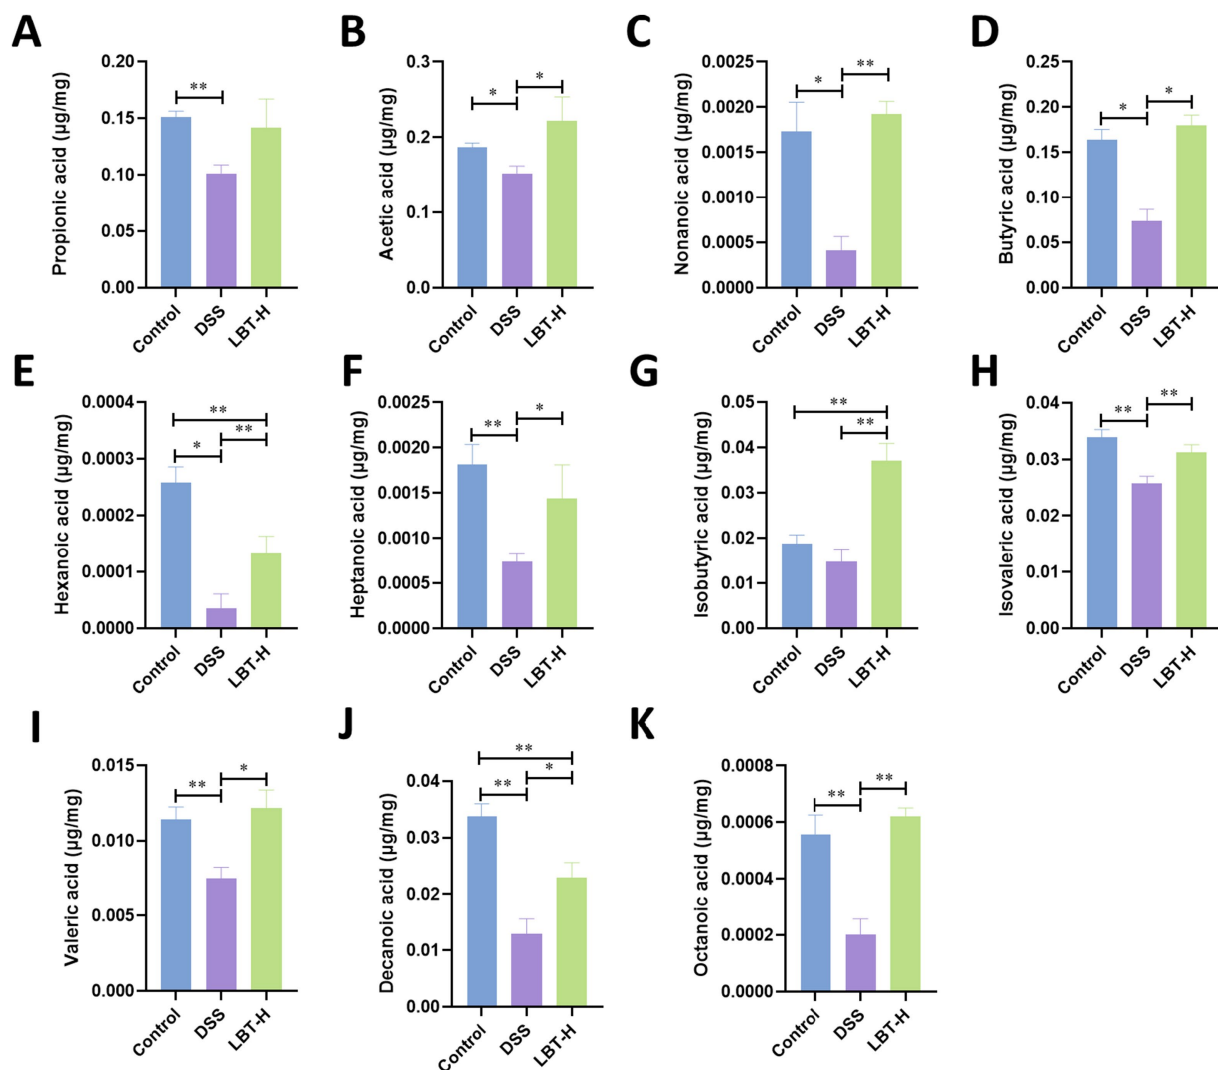 A
Propionic acid (µg/mg)
0.20
0.15
0.10
0.05
0.00
**
Control
DSS
LBT-H
B
Acetic acid (µg/mg)
0.3
0.2
0.1
0.0
*
*
Control
DSS
LBT-H
C
Nonanoic acid (µg/mg)
0.0025
0.0020
0.0015
0.0010
0.0005
0.0000
*
**
Control
DSS
LBT-H
D
Butyric acid (µg/mg)
0.25
0.20
0.15
0.10
0.05
0.00
*
*
Control
DSS
LBT-H
E
Hexanoic acid (µg/mg)
0.0004
0.0003
0.0002
0.0001
0.0000
**
*
**
Control
DSS
LBT-H
F
Heptanoic acid (µg/mg)
0.0025
0.0020
0.0015
0.0010
0.0005
0.0000
**
*
Control
DSS
LBT-H
G
Isobutyric acid (µg/mg)
0.05
0.04
0.03
0.02
0.01
0.00
**
**
Control
DSS
LBT-H
H
Isovaleric acid (µg/mg)
0.04
0.03
0.02
0.01
0.00
**
**
Control
DSS
LBT-H
I
Valeric acid (µg/mg)
0.015
0.010
0.005
0.000
**
*
Control
DSS
LBT-H
J
Decanoic acid (µg/mg)
0.04
0.03
0.02
0.01
0.00
**
**
*
Control
DSS
LBT-H
K
Octanoic acid (µg/mg)
0.0008
0.0006
0.0004
0.0002
0.0000
**
**
Control
DSS
LBT-H